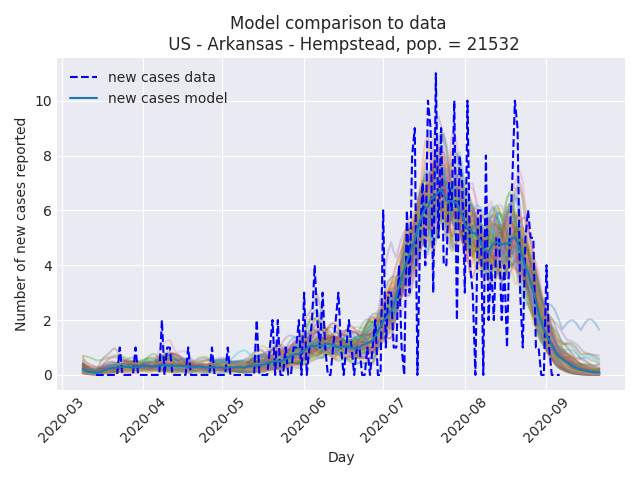 Model comparison to data
US - Arkansas - Hempstead, pop. = 21532
new cases data
new cases model
Number of new cases reported
10
8
6
4
2
0
2020-03
2020-04
2020-05
2020-06
2020-07
2020-08
2020-09
Day